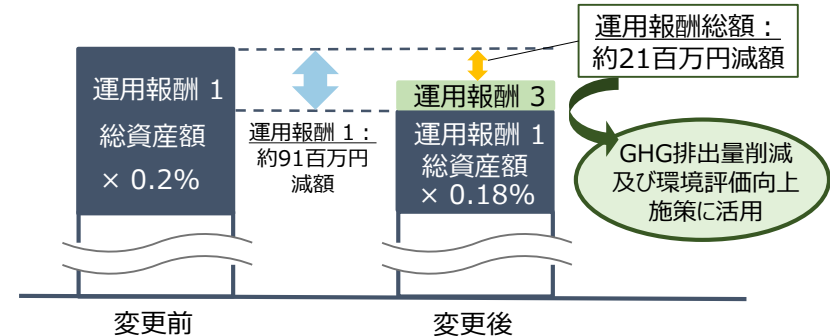 運用報酬 1
総資産額
× 0.2%
運用報酬 1：
約91百万円
減額
運用報酬 3
運用報酬 1
総資産額
× 0.18%
運用報酬総額：
約21百万円減額
GHG排出量削減
及び環境評価向上
施策に活用
変更前
変更後